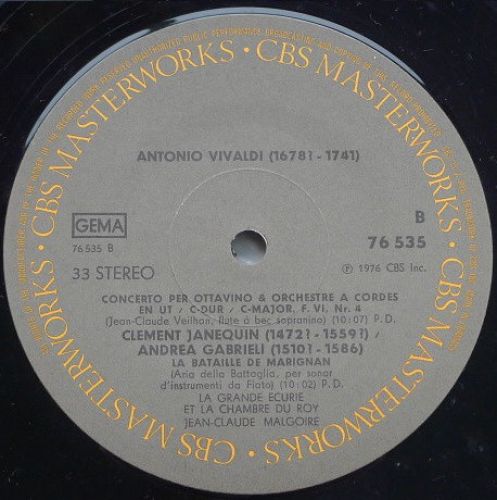 CBS MASTERWORKS · CBS MASTERWORKS · CBS MASTERWORKS · CBS MASTERWORKS ·
ANTONIO VIVALDI (1678? - 1741)
GEMA
B
76 535 B
76 535
33 STEREO
Ⓟ 1976 CBS Inc.
CONCERTO PER OTTAVINO & ORCHESTRE A CORDES
EN UT / C-DUR / C-MAJOR, F. VI, Nr. 4
(Jean-Claude Veilhan, flûte à bec sopranino) (10:07) P.D.
CLEMENT JANEQUIN (1472? - 1559?) /
ANDREA GABRIELI (1510? - 1586)
LA BATAILLE DE MARIGNAN
(Aria della Battaglia, per sonar
d'instrumenti da Fiato) (10:02) P.D.
LA GRANDE ECURIE
ET LA CHAMBRE DU ROY
JEAN-CLAUDE MALGOIRE